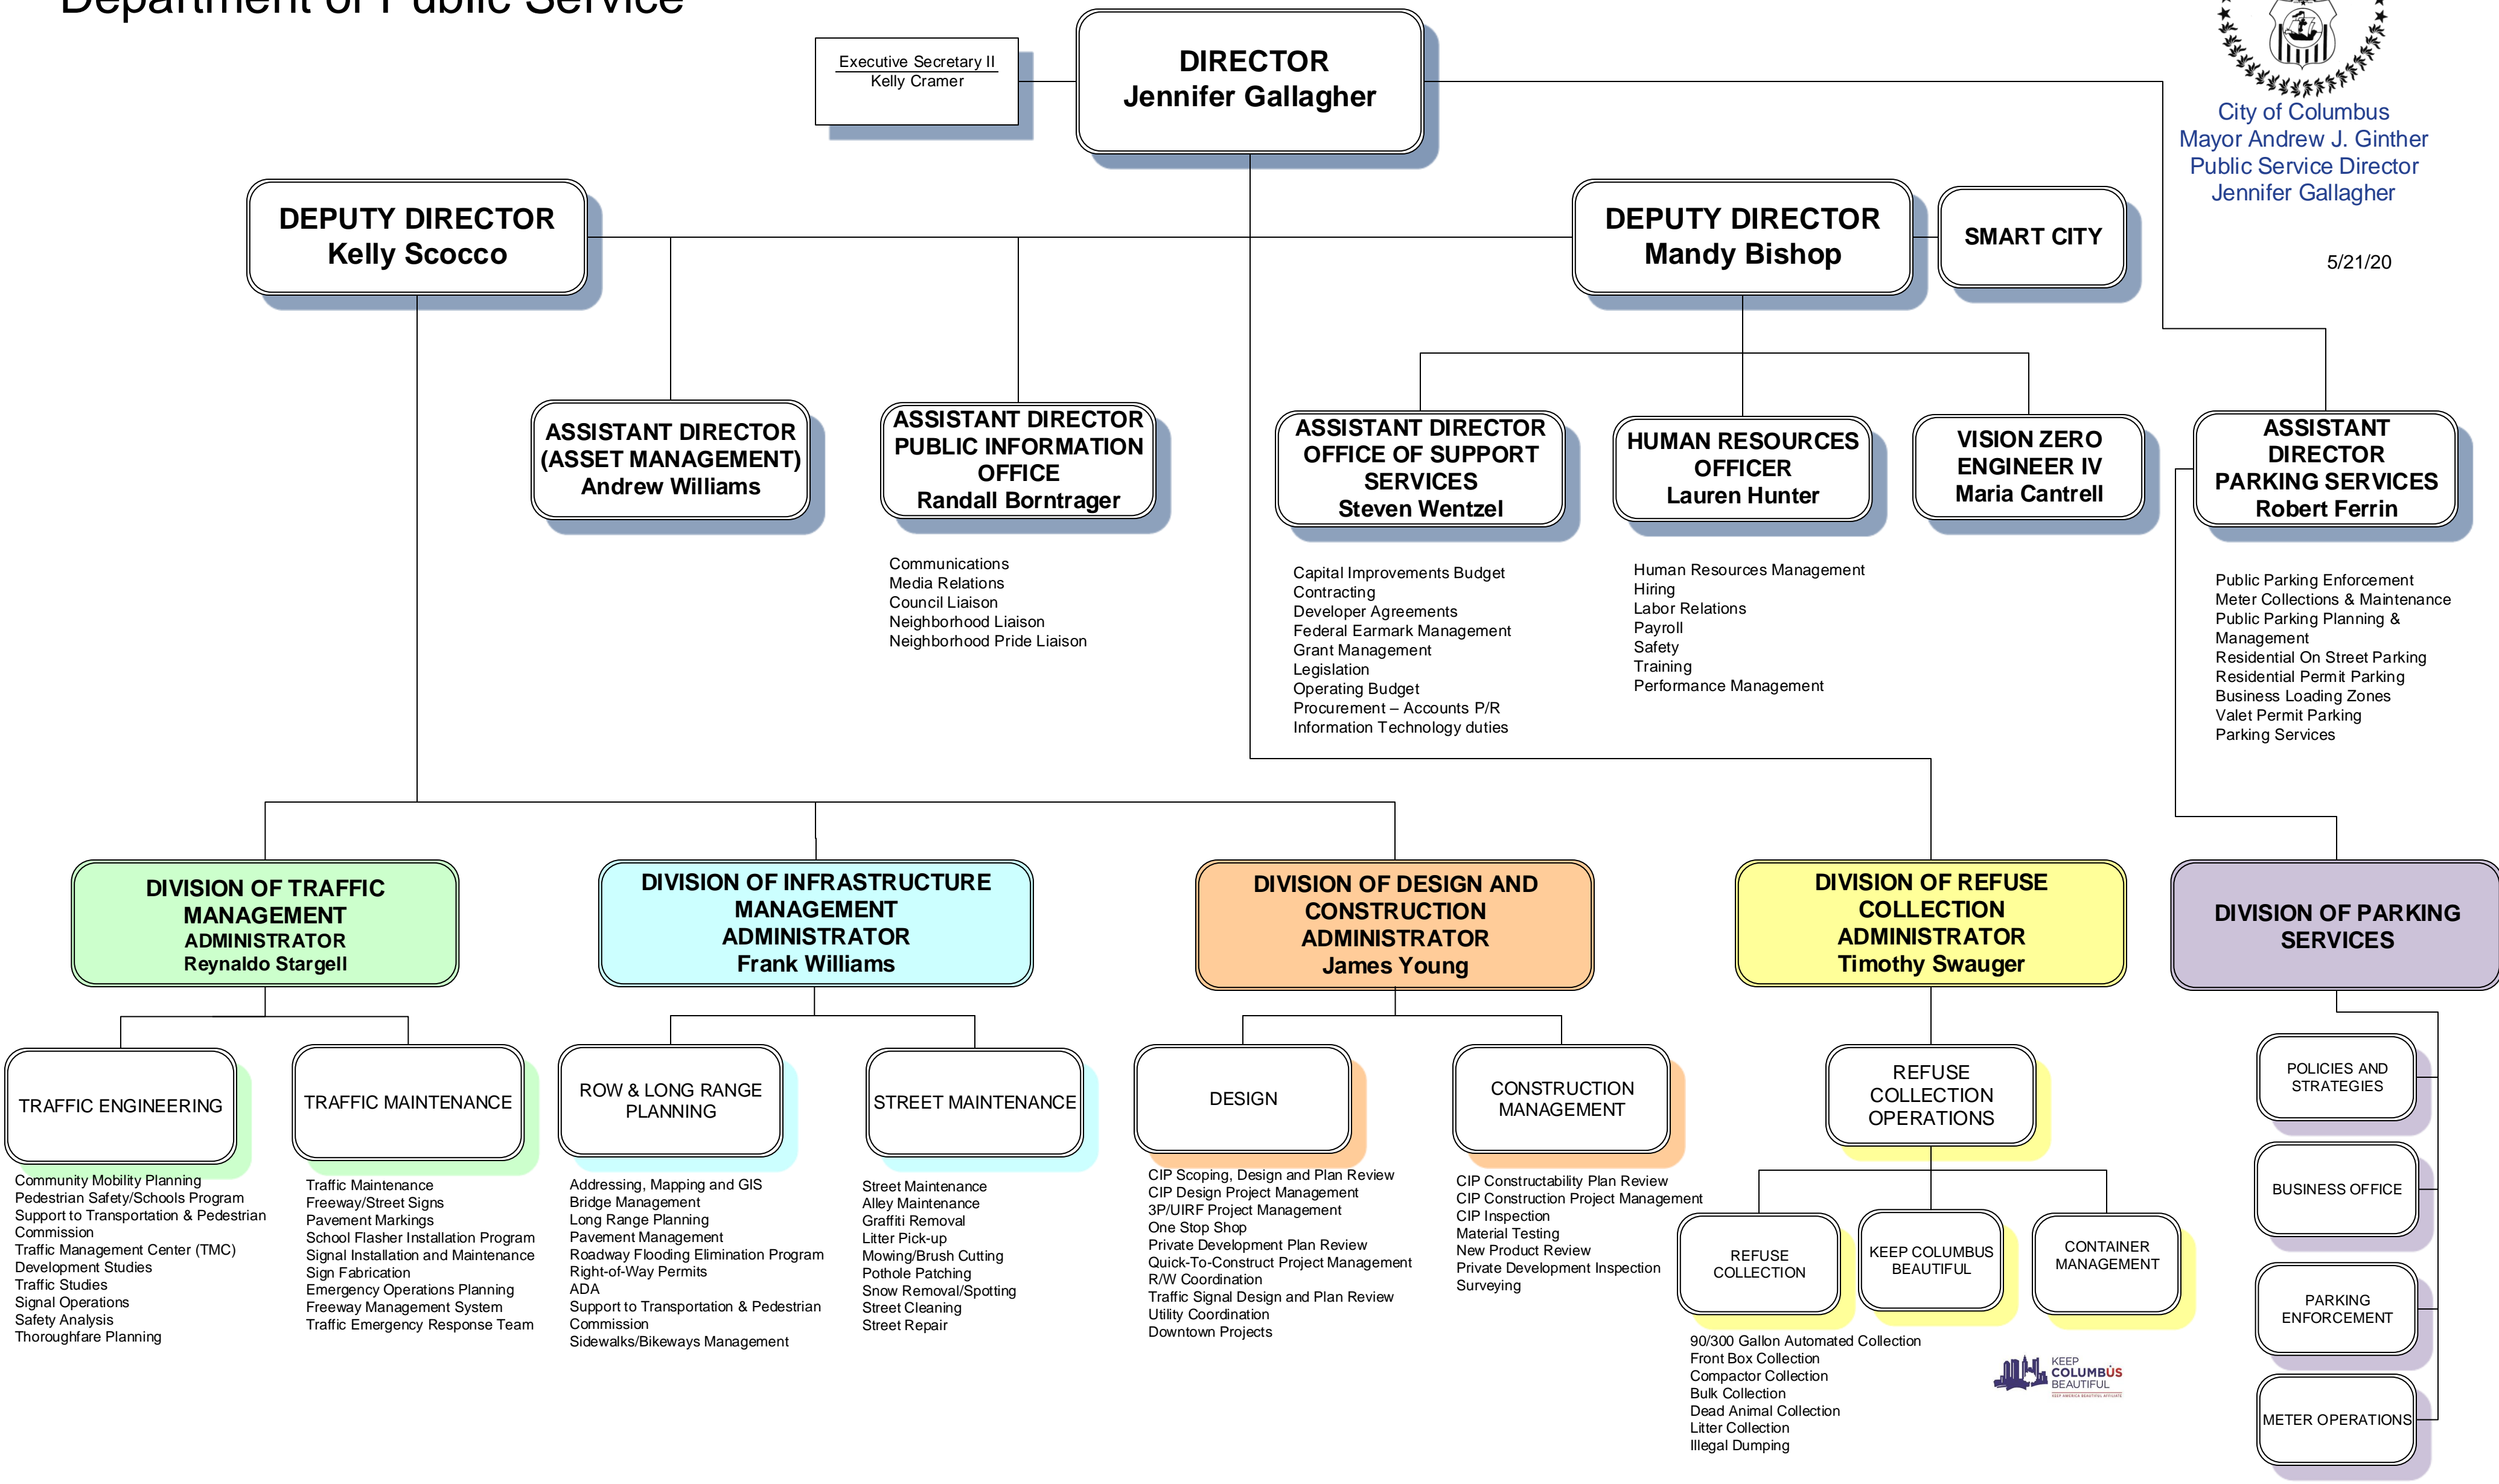 Department of Public Service
Executive Secretary II
Kelly Cramer
DIRECTOR
Jennifer Gallagher
City of Columbus
Mayor Andrew J. Ginther
Public Service Director
Jennifer Gallagher
5/21/20
DEPUTY DIRECTOR
Kelly Scocco
DEPUTY DIRECTOR
Mandy Bishop
SMART CITY
ASSISTANT DIRECTOR
(ASSET MANAGEMENT)
Andrew Williams
ASSISTANT DIRECTOR
PUBLIC INFORMATION
OFFICE
Randall Borntrager
Communications
Media Relations
Council Liaison
Neighborhood Liaison
Neighborhood Pride Liaison
ASSISTANT DIRECTOR
OFFICE OF SUPPORT
SERVICES
Steven Wentzel
Capital Improvements Budget
Contracting
Developer Agreements
Federal Earmark Management
Grant Management
Legislation
Operating Budget
Procurement – Accounts P/R
Information Technology duties
HUMAN RESOURCES
OFFICER
Lauren Hunter
Human Resources Management
Hiring
Labor Relations
Payroll
Safety
Training
Performance Management
VISION ZERO
ENGINEER IV
Maria Cantrell
ASSISTANT
DIRECTOR
PARKING SERVICES
Robert Ferrin
Public Parking Enforcement
Meter Collections & Maintenance
Public Parking Planning &
Management
Residential On Street Parking
Residential Permit Parking
Business Loading Zones
Valet Permit Parking
Parking Services
DIVISION OF TRAFFIC
MANAGEMENT
ADMINISTRATOR
Reynaldo Stargell
DIVISION OF INFRASTRUCTURE
MANAGEMENT
ADMINISTRATOR
Frank Williams
DIVISION OF DESIGN AND
CONSTRUCTION
ADMINISTRATOR
James Young
DIVISION OF REFUSE
COLLECTION
ADMINISTRATOR
Timothy Swauger
DIVISION OF PARKING
SERVICES
TRAFFIC ENGINEERING
Community Mobility Planning
Pedestrian Safety/Schools Program
Support to Transportation & Pedestrian
Commission
Traffic Management Center (TMC)
Development Studies
Traffic Studies
Signal Operations
Safety Analysis
Thoroughfare Planning
TRAFFIC MAINTENANCE
Traffic Maintenance
Freeway/Street Signs
Pavement Markings
School Flasher Installation Program
Signal Installation and Maintenance
Sign Fabrication
Emergency Operations Planning
Freeway Management System
Traffic Emergency Response Team
ROW & LONG RANGE
PLANNING
Addressing, Mapping and GIS
Bridge Management
Long Range Planning
Pavement Management
Roadway Flooding Elimination Program
Right-of-Way Permits
ADA
Support to Transportation & Pedestrian
Commission
Sidewalks/Bikeways Management
STREET MAINTENANCE
Street Maintenance
Alley Maintenance
Graffiti Removal
Litter Pick-up
Mowing/Brush Cutting
Pothole Patching
Snow Removal/Spotting
Street Cleaning
Street Repair
DESIGN
CIP Scoping, Design and Plan Review
CIP Design Project Management
3P/UIRF Project Management
One Stop Shop
Private Development Plan Review
Quick-To-Construct Project Management
R/W Coordination
Traffic Signal Design and Plan Review
Utility Coordination
Downtown Projects
CONSTRUCTION
MANAGEMENT
CIP Constructability Plan Review
CIP Construction Project Management
CIP Inspection
Material Testing
New Product Review
Private Development Inspection
Surveying
REFUSE
COLLECTION
OPERATIONS
REFUSE
COLLECTION
KEEP COLUMBUS
BEAUTIFUL
CONTAINER
MANAGEMENT
90/300 Gallon Automated Collection
Front Box Collection
Compactor Collection
Bulk Collection
Dead Animal Collection
Litter Collection
Illegal Dumping
KEEP
COLUMBUS
BEAUTIFUL
KEEP AMERICA BEAUTIFUL AFFILIATE
POLICIES AND
STRATEGIES
BUSINESS OFFICE
PARKING
ENFORCEMENT
METER OPERATIONS